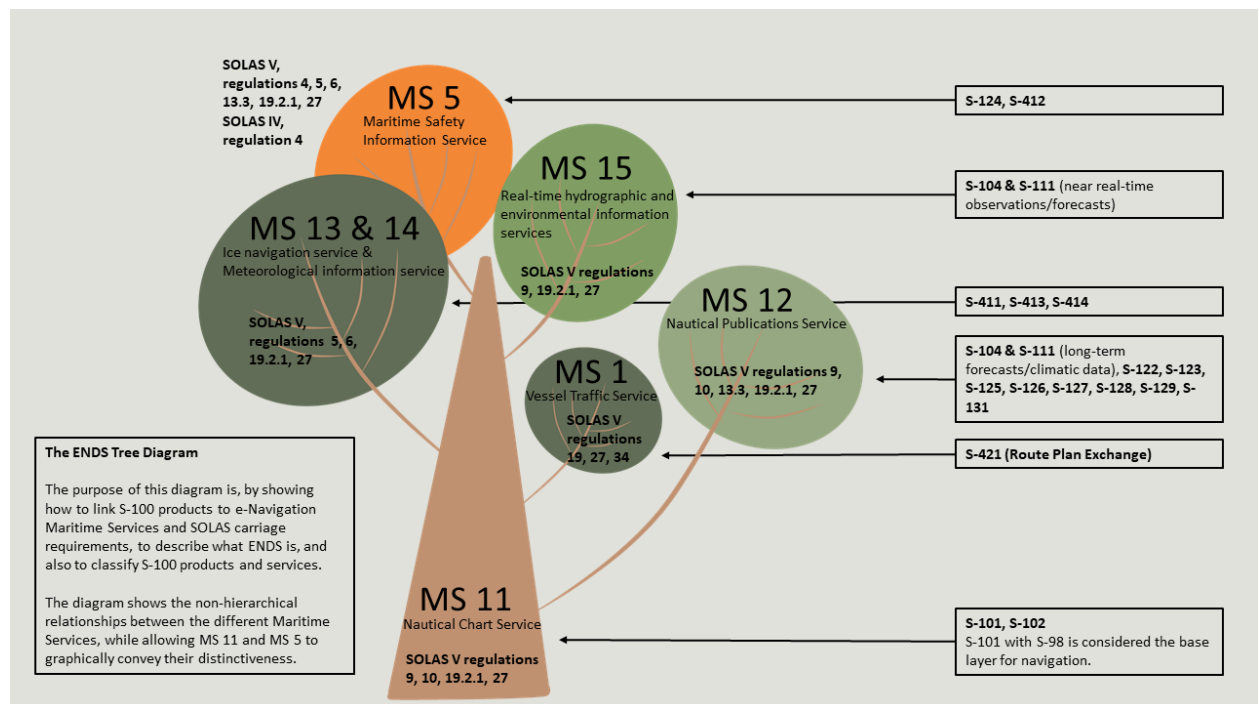 SOLAS V,
regulations 4, 5, 6,
13.3, 19.2.1, 27
SOLAS IV,
regulation 4
MS 5
Maritime Safety
Information Service
S-124, S-412
MS 15
Real-time hydrographic and
environmental information
services
SOLAS V regulations
9, 19.2.1, 27
S-104 & S-111 (near real-time
observations/forecasts)
MS 13 & 14
Ice navigation service &
Meteorological information service
SOLAS V,
regulations 5, 6,
19.2.1, 27
S-411, S-413, S-414
MS 12
Nautical Publications Service
SOLAS V regulations 9,
10, 13.3, 19.2.1, 27
S-104 & S-111 (long-term
forecasts/climatic data), S-122, S-123,
S-125, S-126, S-127, S-128, S-129, S-
131
MS 1
Vessel Traffic Service
SOLAS V
regulations
19, 27, 34
S-421 (Route Plan Exchange)
The ENDS Tree Diagram
The purpose of this diagram is, by showing
how to link S-100 products to e-Navigation
Maritime Services and SOLAS carriage
requirements, to describe what ENDS is, and
also to classify S-100 products and services.
The diagram shows the non-hierarchical
relationships between the different Maritime
Services, while allowing MS 11 and MS 5 to
graphically convey their distinctiveness.
MS 11
Nautical Chart Service
SOLAS V regulations
9, 10, 19.2.1, 27
S-101, S-102
S-101 with S-98 is considered the base
layer for navigation.